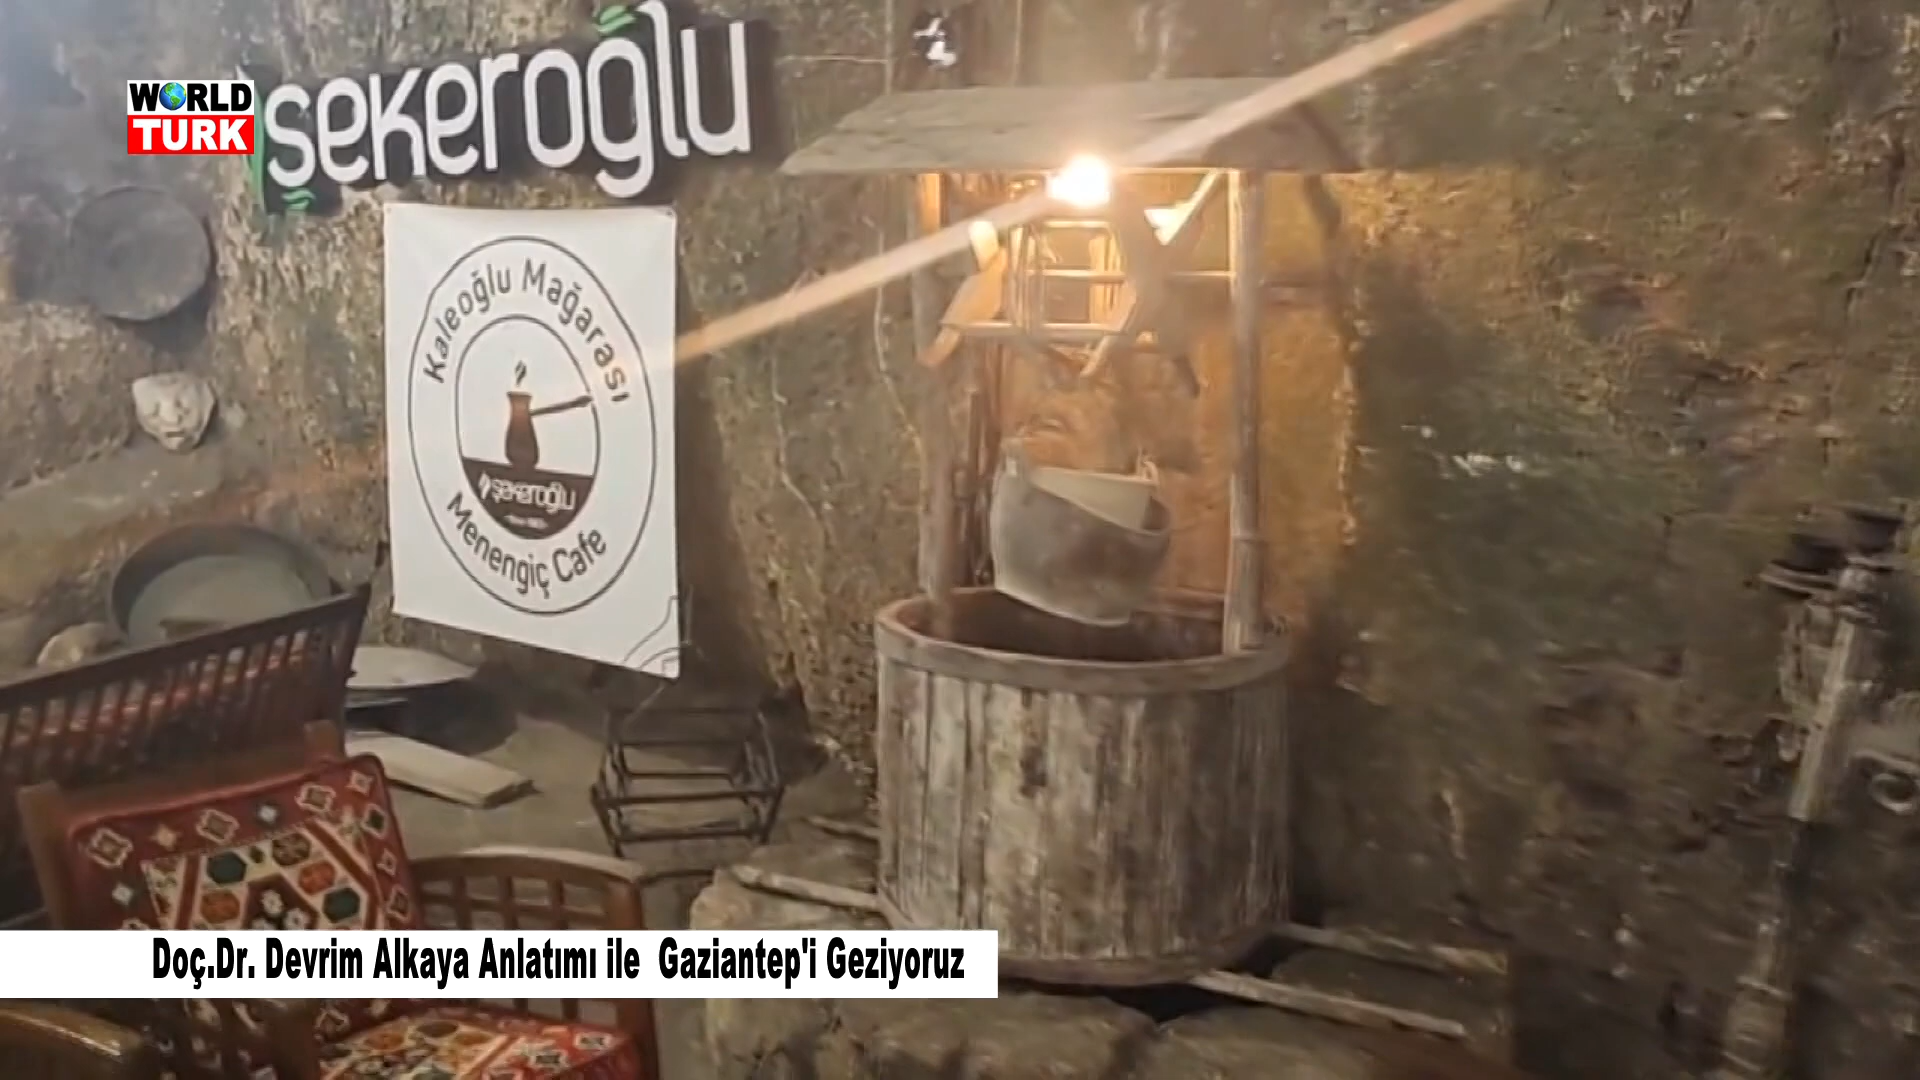 WORLD
TURK
şekeroğlu
Kaleoğlu Mağarası
şekeroğlu
Menengiç Cafe
Doç.Dr. Devrim Alkaya Anlatımı ile Gaziantep'i Geziyoruz